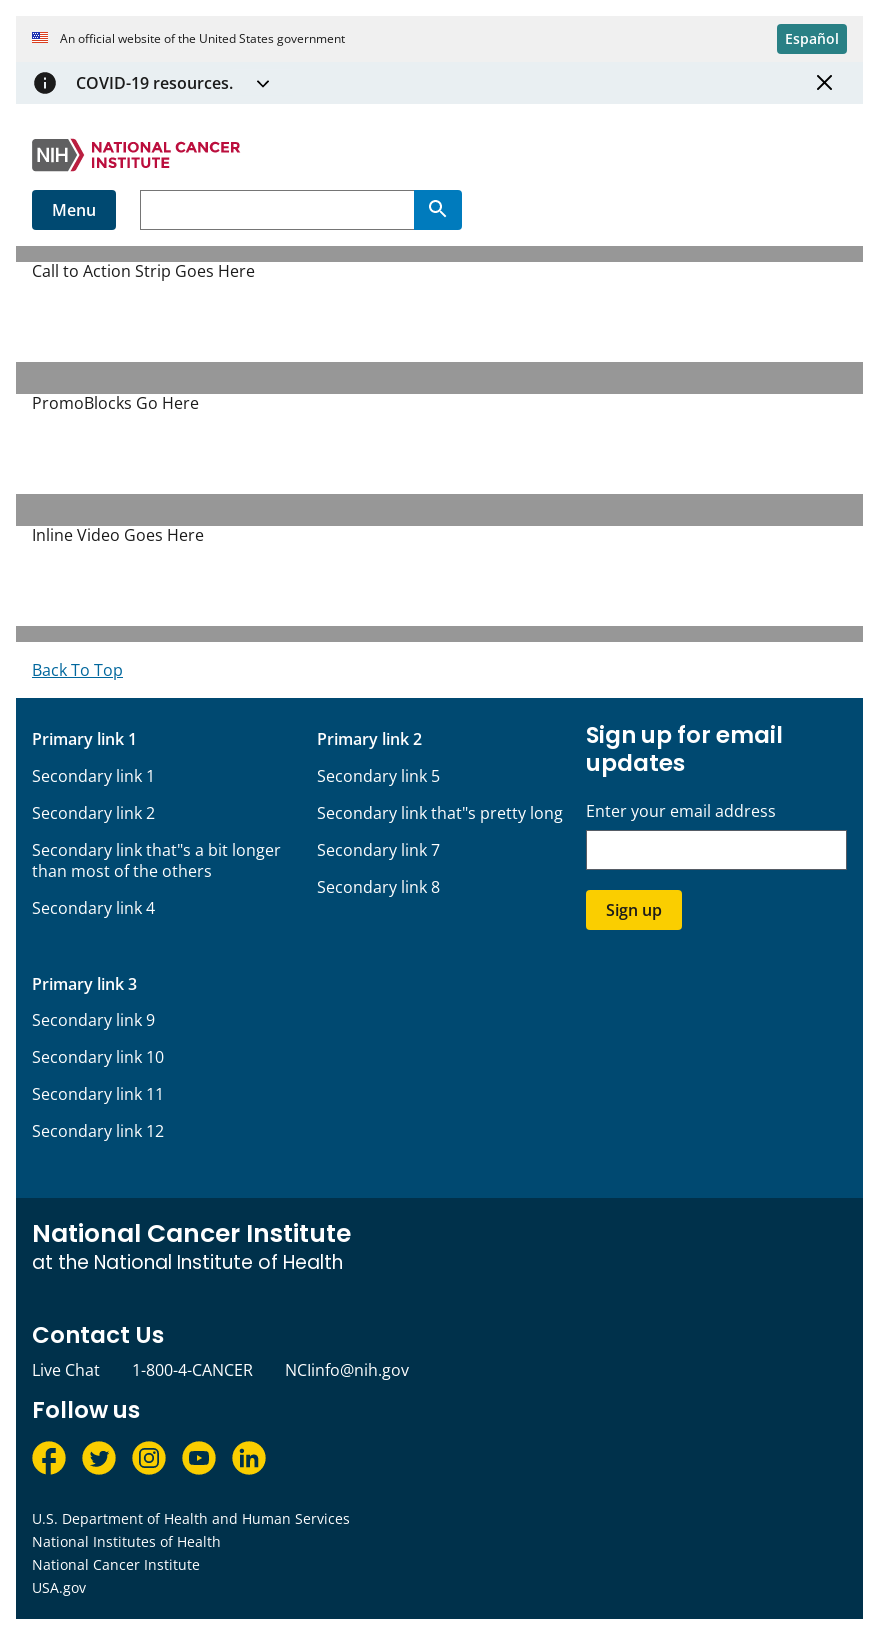 An official website of the United States government
Español
COVID-19 resources.
NIH
NATIONAL CANCER
INSTITUTE
Menu
Call to Action Strip Goes Here
PromoBlocks Go Here
Inline Video Goes Here
Back To Top
Primary link 1
Secondary link 1
Secondary link 2
Secondary link that"s a bit longer
than most of the others
Secondary link 4
Primary link 2
Secondary link 5
Secondary link that"s pretty long
Secondary link 7
Secondary link 8
Primary link 3
Secondary link 9
Secondary link 10
Secondary link 11
Secondary link 12
Sign up for email
updates
Enter your email address
Sign up
National Cancer Institute
at the National Institute of Health
Contact Us
Live Chat
1-800-4-CANCER
NCIinfo@nih.gov
Follow us
U.S. Department of Health and Human Services
National Institutes of Health
National Cancer Institute
USA.gov